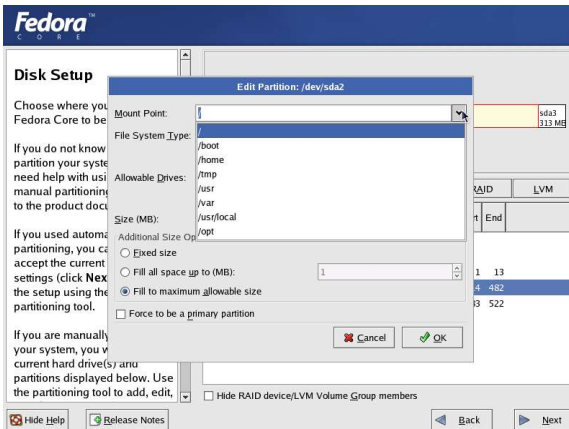 Fedora™
CORE
Disk Setup
Choose where you
Fedora Core to be
If you do not know
partition your syste
need help with usi
manual partitioning
to the product docu
If you used automa
partitioning, you ca
accept the current
settings (click Nex
the setup using the
partitioning tool.
If you are manually
your system, you w
current hard drive(s) and
partitions displayed below. Use
the partitioning tool to add, edit,
Edit Partition: /dev/sda2
Mount Point:
/
File System Type:
Allowable Drives:
Size (MB):
/
/boot
/home
/tmp
/usr
/var
/usr/local
/opt
Additional Size Op
Fixed size
Fill all space up to (MB):
1
Fill to maximum allowable size
Force to be a primary partition
Cancel
OK
sda3
313 MB
RAID
LVM
End
1 13
4 482
3 522
Hide RAID device/LVM Volume Group members
Hide Help
Release Notes
Back
Next